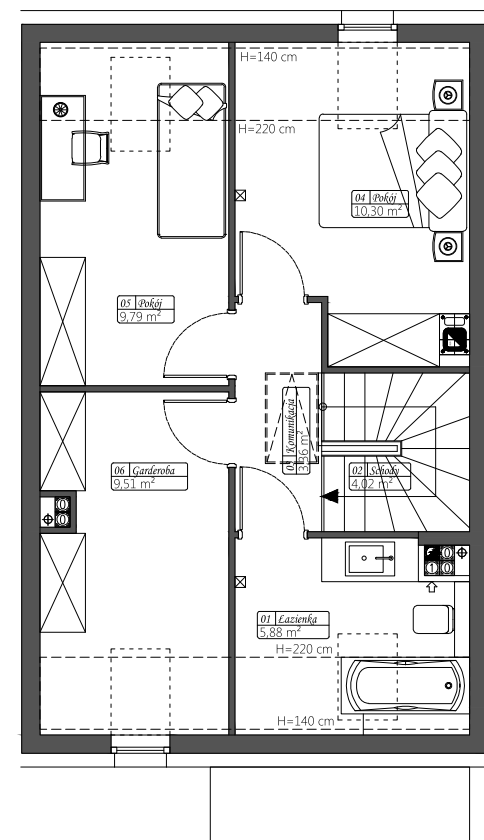 H=140 cm
H=220 cm
04 Pokój
10,30 m²
05 Pokój
9,79 m²
03 Komunikacja
3,36 m²
06 Garderoba
9,51 m²
02 Schody
4,02 m²
01 Łazienka
5,88 m²
H=220 cm
H=140 cm